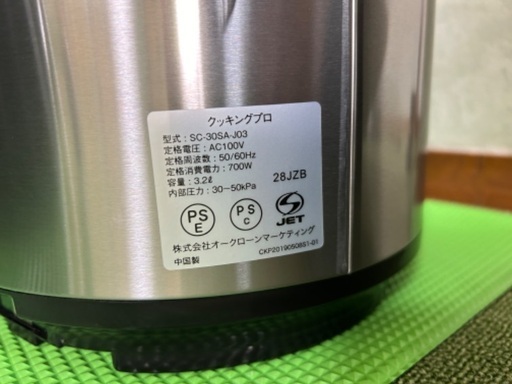 クッキングプロ
型式：SC-30SA-J03
定格電圧：AC100V
定格周波数：50/60Hz
定格消費電力：700W
容量：3.2ℓ
内部圧力：30～50kPa
28JZB
PS
E
PS
C
JET
株式会社オークローンマーケティング
中国製
CKP20190508S1-01